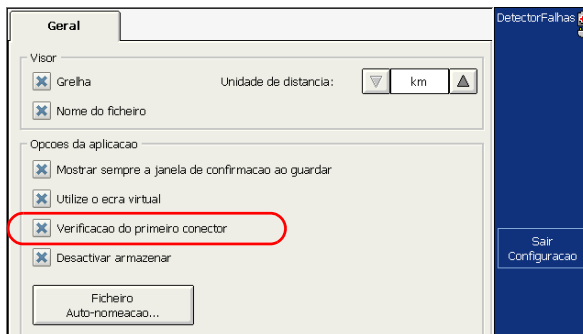 Geral
DetectorFalhas
Visor
Grelha
Unidade de distancia:
km
Nome do ficheiro
Opcoes da aplicacao
Mostrar sempre a janela de confirmacao ao guardar
Utilize o ecra virtual
Verificacao do primeiro conector
Desactivar armazenar
Sair
Configuracao
Ficheiro
Auto-nomeacao...